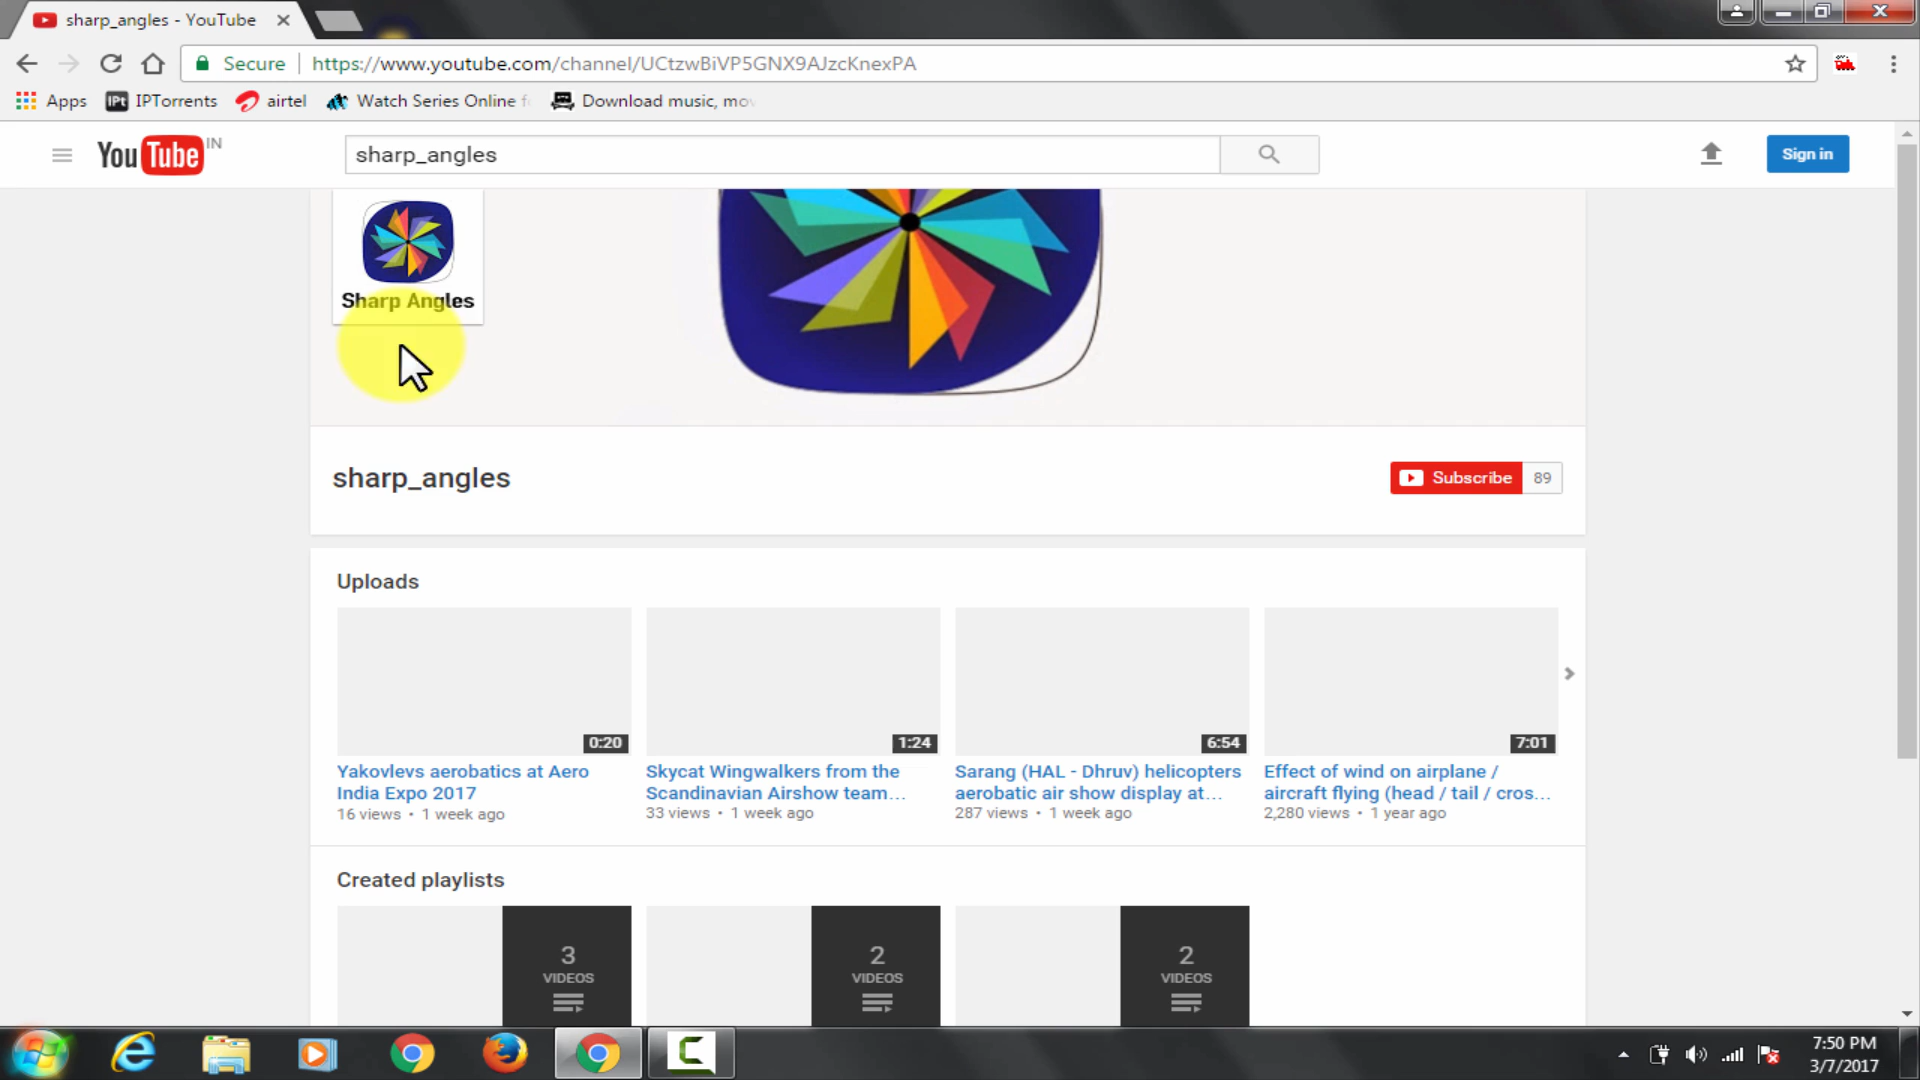 sharp_angles - YouTube
Secure
https://www.youtube.com/channel/UCtzwBiVP5GNX9AJzcKnexPA
Apps
IPT
IPTorrents
airtel
Watch Series Online f
Download music, mov
YouTube IN
sharp_angles
Sign in
Sharp Angles
sharp_angles
Subscribe 89
Uploads
0:20
1:24
6:54
7:01
Yakovlevs aerobatics at Aero
India Expo 2017
16 views • 1 week ago
Skycat Wingwalkers from the
Scandinavian Airshow team...
33 views • 1 week ago
Sarang (HAL - Dhruv) helicopters
aerobatic air show display at...
287 views • 1 week ago
Effect of wind on airplane /
aircraft flying (head / tail / cros...
2,280 views • 1 year ago
Created playlists
3
VIDEOS
2
VIDEOS
2
VIDEOS
7:50 PM
3/7/2017